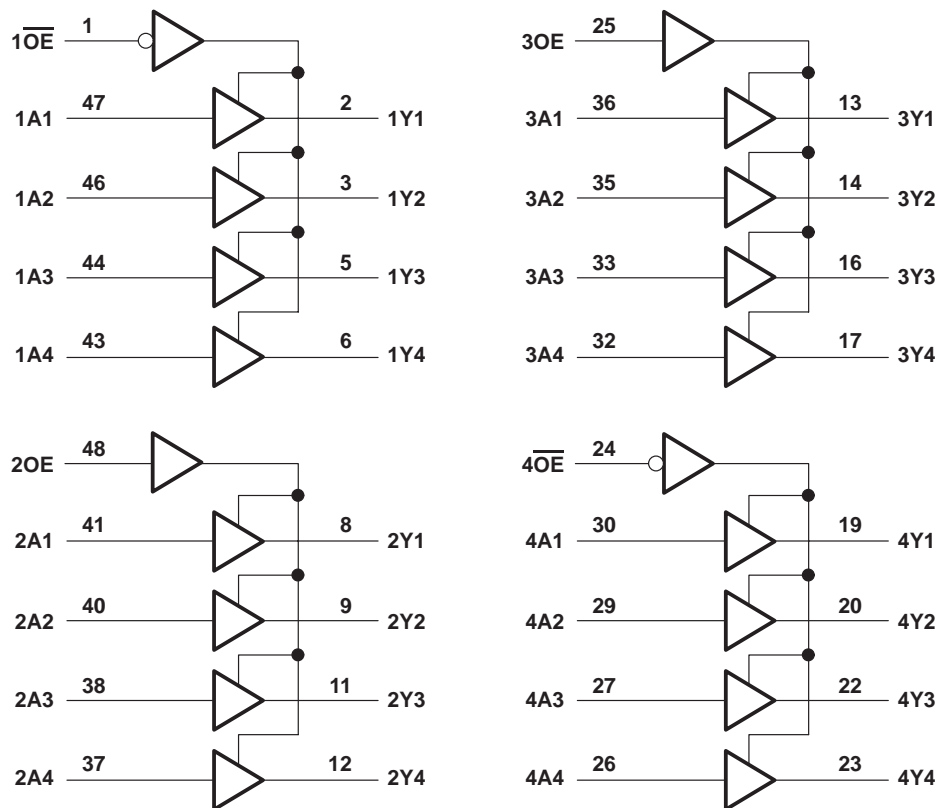 1O̅E̅ 1
1A1 47 2 1Y1
1A2 46 3 1Y2
1A3 44 5 1Y3
1A4 43 6 1Y4
3OE 25
3A1 36 13 3Y1
3A2 35 14 3Y2
3A3 33 16 3Y3
3A4 32 17 3Y4
2OE 48
2A1 41 8 2Y1
2A2 40 9 2Y2
2A3 38 11 2Y3
2A4 37 12 2Y4
4O̅E̅ 24
4A1 30 19 4Y1
4A2 29 20 4Y2
4A3 27 22 4Y3
4A4 26 23 4Y4